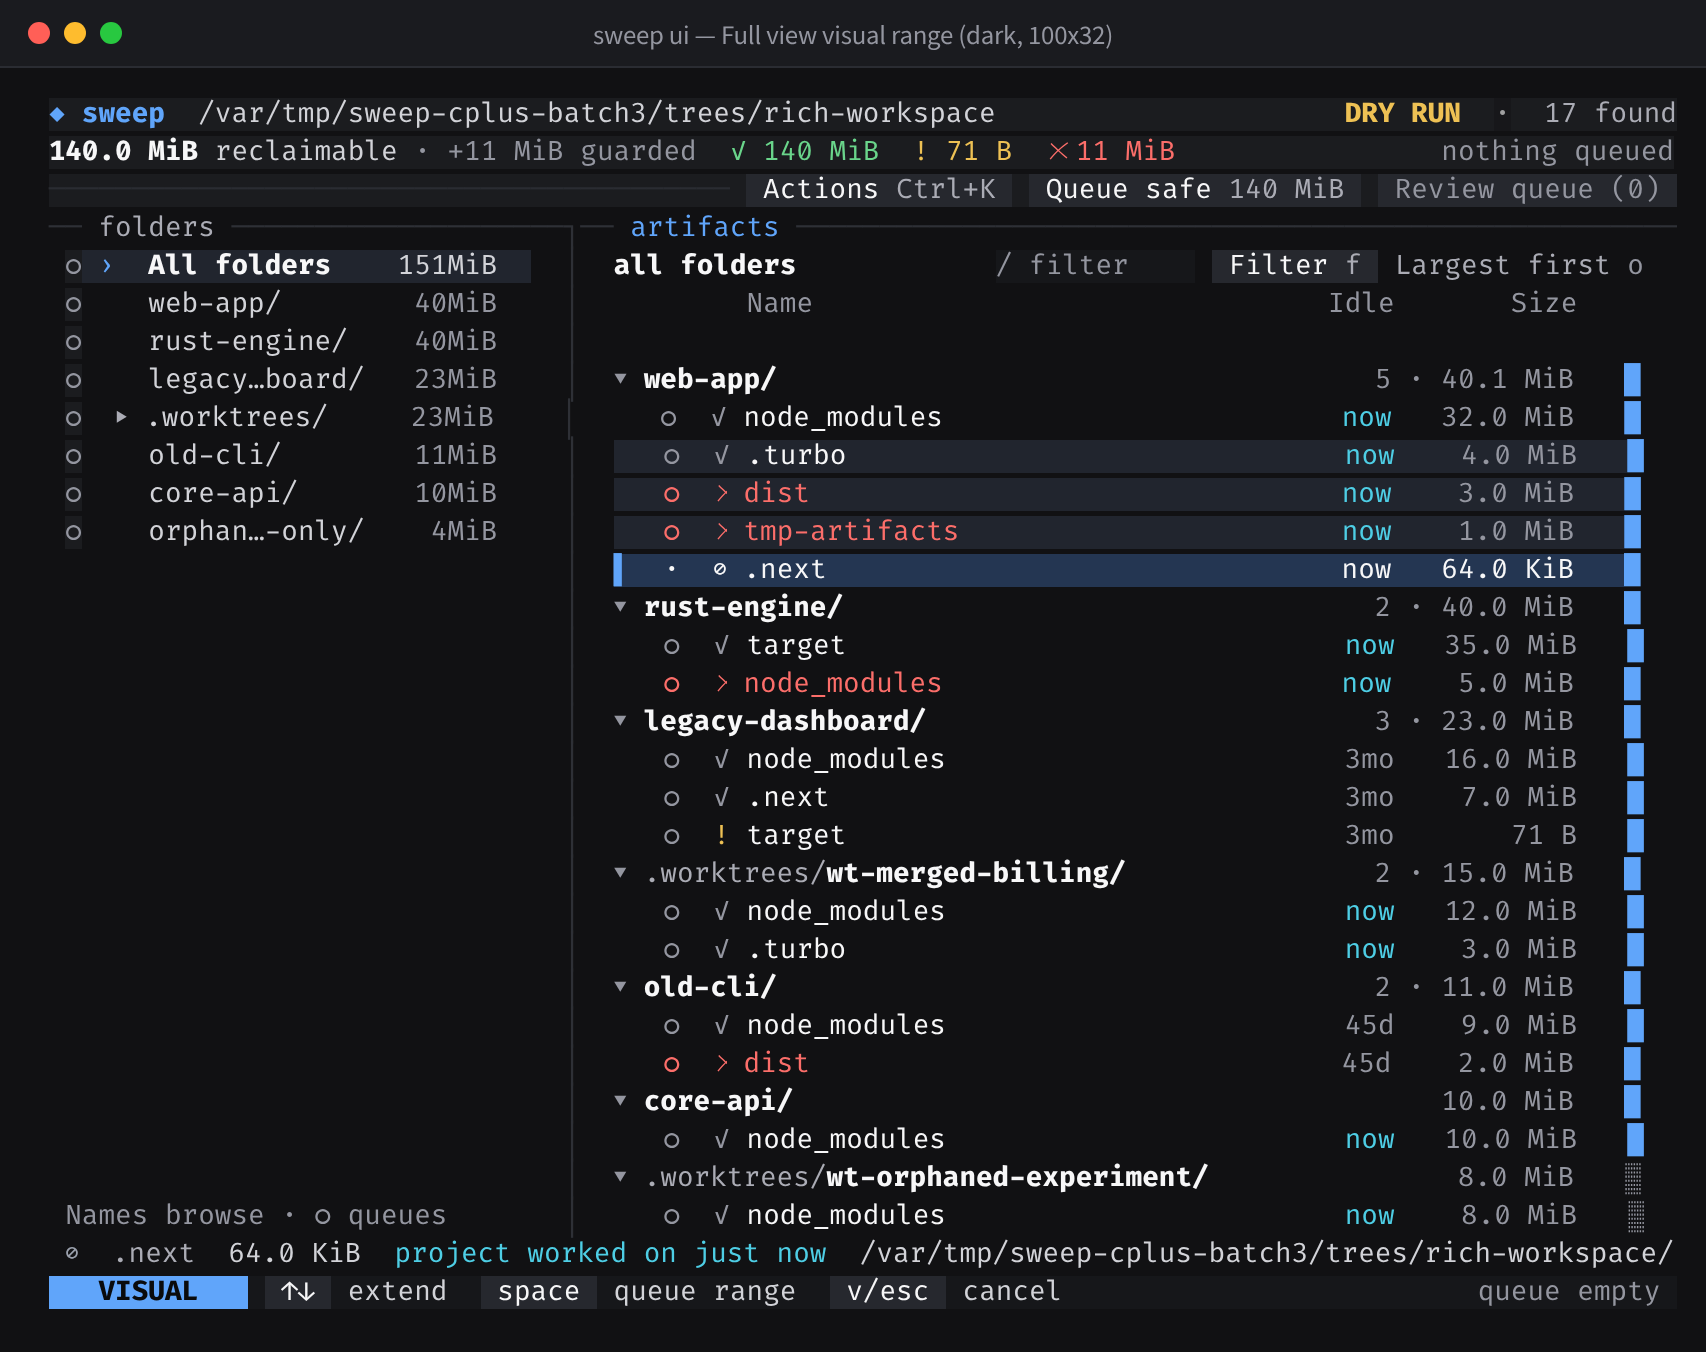 sweep ui — Full view visual range (dark, 100x32)
◆ sweep /var/tmp/sweep-cplus-batch3/trees/rich-workspace DRY RUN · 17 found
140.0 MiB reclaimable · +11 MiB guarded √ 140 MiB ! 71 B ✕ 11 MiB nothing queued
Actions Ctrl+K Queue safe 140 MiB Review queue (0)
folders
○ › All folders 151MiB
○ web-app/ 40MiB
○ rust-engine/ 40MiB
○ legacy…board/ 23MiB
○ ▸ .worktrees/ 23MiB
○ old-cli/ 11MiB
○ core-api/ 10MiB
○ orphan…-only/ 4MiB
Names browse · ○ queues
artifacts
all folders / filter Filter f Largest first o
Name Idle Size
▾ web-app/ 5 · 40.1 MiB
○ √ node_modules now 32.0 MiB
○ √ .turbo now 4.0 MiB
○ > dist now 3.0 MiB
○ > tmp-artifacts now 1.0 MiB
· ⊘ .next now 64.0 KiB
▾ rust-engine/ 2 · 40.0 MiB
○ √ target now 35.0 MiB
○ > node_modules now 5.0 MiB
▾ legacy-dashboard/ 3 · 23.0 MiB
○ √ node_modules 3mo 16.0 MiB
○ √ .next 3mo 7.0 MiB
○ ! target 3mo 71 B
▾ .worktrees/wt-merged-billing/ 2 · 15.0 MiB
○ √ node_modules now 12.0 MiB
○ √ .turbo now 3.0 MiB
▾ old-cli/ 2 · 11.0 MiB
○ √ node_modules 45d 9.0 MiB
○ > dist 45d 2.0 MiB
▾ core-api/ 10.0 MiB
○ √ node_modules now 10.0 MiB
▾ .worktrees/wt-orphaned-experiment/ 8.0 MiB
○ √ node_modules now 8.0 MiB
⊘ .next 64.0 KiB project worked on just now /var/tmp/sweep-cplus-batch3/trees/rich-workspace/
VISUAL ↑↓ extend space queue range v/esc cancel queue empty